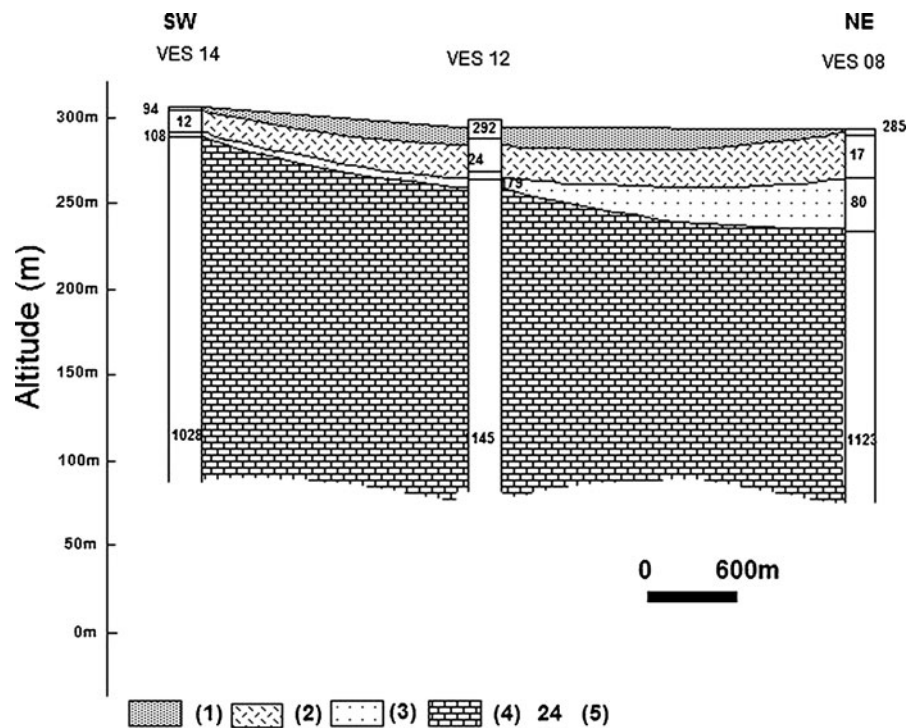 SW NE
VES 14 VES 12 VES 08
300m 94 292 285
12
108 24 17
79
250m 80
200m
150m
1028 145 1123
100m
50m
0 600m
0m
Altitude (m)
(1) (2) (3) (4) 24 (5)